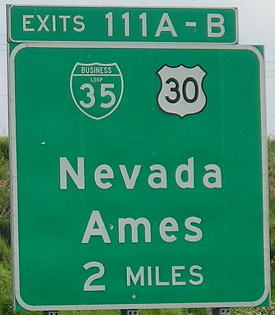 EXITS 111A-B
BUSINESS
LOOP
35
30
Nevada
Ames
2 MILES